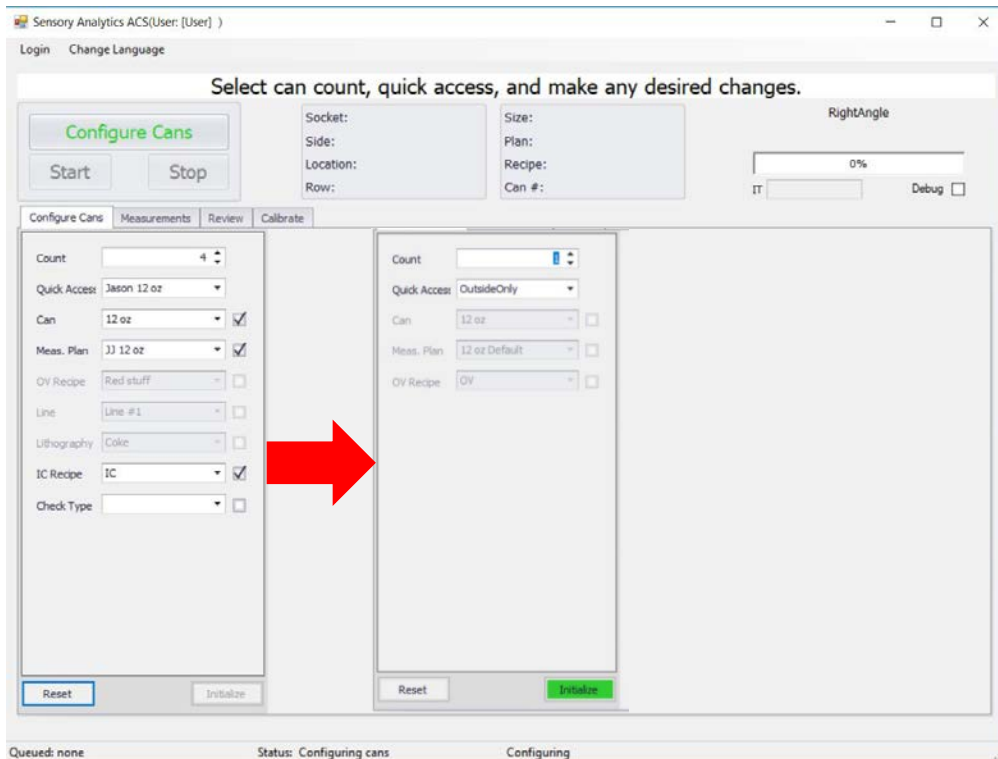 Sensory Analytics ACS(User: [User] )
Login Change Language
Select can count, quick access, and make any desired changes.
Configure Cans
Start Stop
Socket:
Side:
Location:
Row:
Size:
Plan:
Recipe:
Can #:
RightAngle
0%
IT Debug
Configure Cans Measurements Review Calibrate
Count 4
Quick Access Jason 12 oz
Can 12 oz
Meas. Plan JJ 12 oz
OV Recipe Red stuff
Line Line #1
Lithography Coke
IC Recipe IC
Check Type
Reset Initialize
Count 1
Quick Access OutsideOnly
Can 12 oz
Meas. Plan 12 oz Default
OV Recipe OV
Reset Initialize
Queued: none Status: Configuring cans Configuring